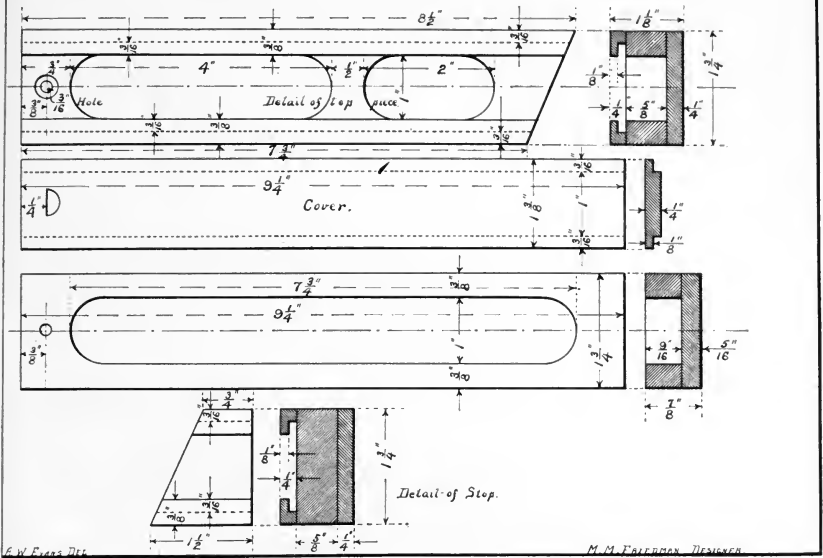 8 1/2"
1 1/8"
3/16"
3/4" 3/16" 3/8" 1/8" 1 3/4"
4" 1/2" 2"
1"
3/16" Hole Detail of top piece.
3/8" 1/4" 5/8" 1/4"
3/16" 3/8" 3/16"
7 3/4"
3/16"
9 1/4" 1 3/8" 1"
1/4" Cover. 1/4"
3/16" 1/8"
7 3/4" 3/8"
9 1/4"
1" 1 3/4" 9/16" 5/16"
3/8" 3/8"
7/8"
3/4"
3/16"
1/8" 1 3/4"
1/4"
Detail of Stop.
3/8" 3/16"
1 1/2" 5/8" 1/4"
E. W. EVANS DEL
M. M. FRIEDMAN, DESIGNER